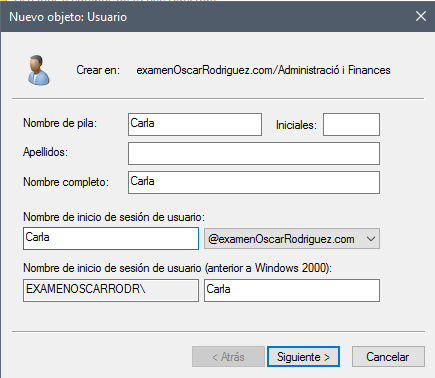 Nuevo objeto: Usuario
Crear en: examenOscarRodriguez.com/Administració i Finances
Nombre de pila: Carla Iniciales:
Apellidos:
Nombre completo: Carla
Nombre de inicio de sesión de usuario:
Carla @examenOscarRodriguez.com
Nombre de inicio de sesión de usuario (anterior a Windows 2000):
EXAMENOSCARRODR\ Carla
< Atrás Siguiente > Cancelar